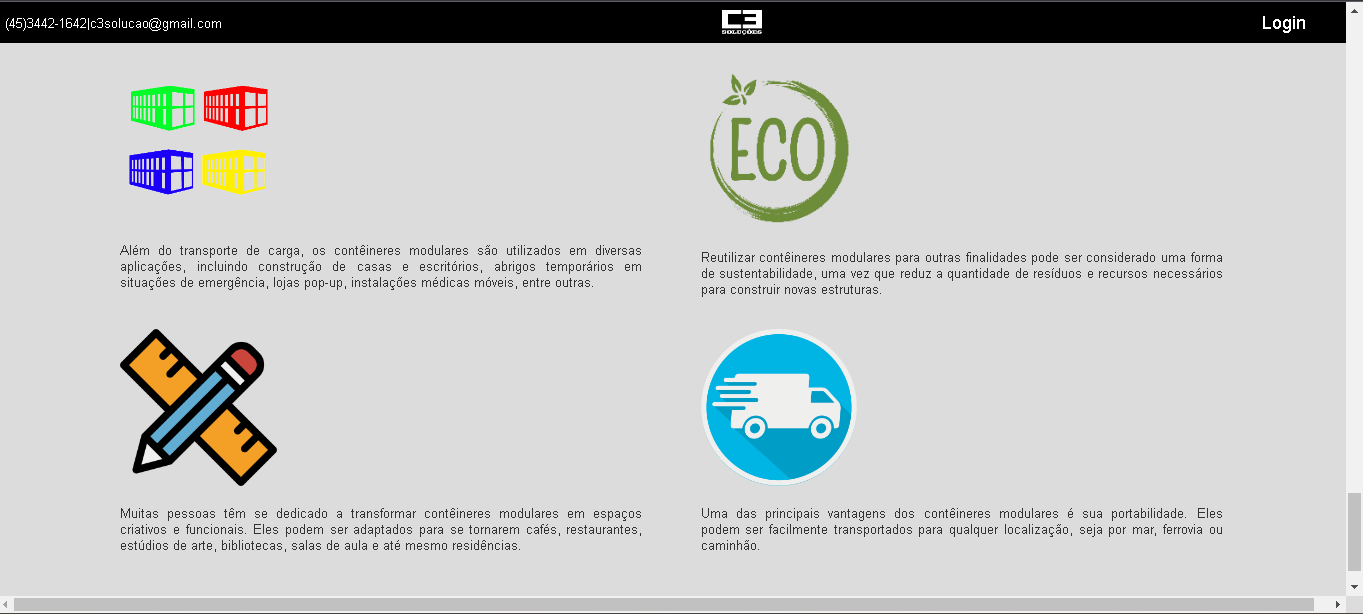 (45)3442-1642|c3solucao@gmail.com
C3
SOLUÇÕES
Login
ECO
Além do transporte de carga, os contêineres modulares são utilizados em diversas
aplicações, incluindo construção de casas e escritórios, abrigos temporários em
situações de emergência, lojas pop-up, instalações médicas móveis, entre outras.
Reutilizar contêineres modulares para outras finalidades pode ser considerado uma forma
de sustentabilidade, uma vez que reduz a quantidade de resíduos e recursos necessários
para construir novas estruturas.
Muitas pessoas têm se dedicado a transformar contêineres modulares em espaços
criativos e funcionais. Eles podem ser adaptados para se tornarem cafés, restaurantes,
estúdios de arte, bibliotecas, salas de aula e até mesmo residências.
Uma das principais vantagens dos contêineres modulares é sua portabilidade. Eles
podem ser facilmente transportados para qualquer localização, seja por mar, ferrovia ou
caminhão.